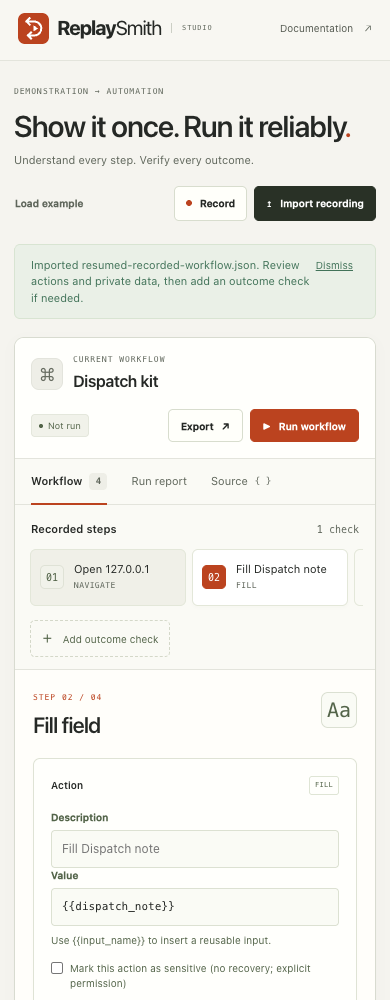 ReplaySmith STUDIO Documentation ↗
DEMONSTRATION → AUTOMATION
Show it once. Run it reliably.
Understand every step. Verify every outcome.
Load example Record ↥ Import recording
Imported resumed-recorded-workflow.json. Review Dismiss
actions and private data, then add an outcome check
if needed.
⌘ CURRENT WORKFLOW
Dispatch kit
Not run Export ↗ ▶ Run workflow
Workflow 4 Run report Source { }
Recorded steps 1 check
01 Open 127.0.0.1 02 Fill Dispatch note
NAVIGATE FILL
+ Add outcome check
STEP 02 / 04
Fill field Aa
Action FILL
Description
Fill Dispatch note
Value
{{dispatch_note}}
Use {{input_name}} to insert a reusable input.
Mark this action as sensitive (no recovery; explicit
permission)